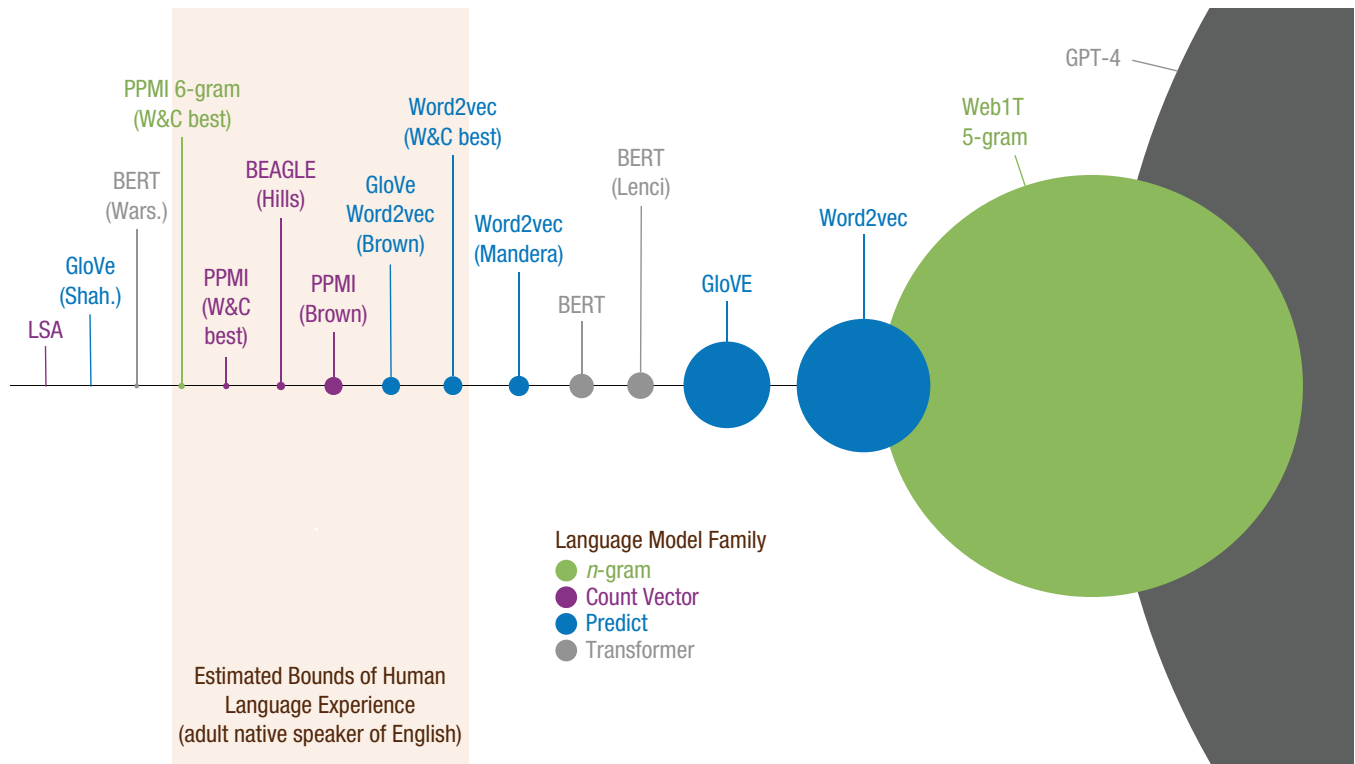 LSA
GloVe
(Shah.)
BERT
(Wars.)
PPMI 6-gram
(W&C best)
PPMI
(W&C
best)
BEAGLE
(Hills)
PPMI
(Brown)
GloVe
Word2vec
(Brown)
Word2vec
(W&C best)
Word2vec
(Mandera)
BERT
BERT
(Lenci)
GloVE
Word2vec
Web1T
5-gram
GPT-4
Language Model Family
n-gram
Count Vector
Predict
Transformer
Estimated Bounds of Human
Language Experience
(adult native speaker of English)